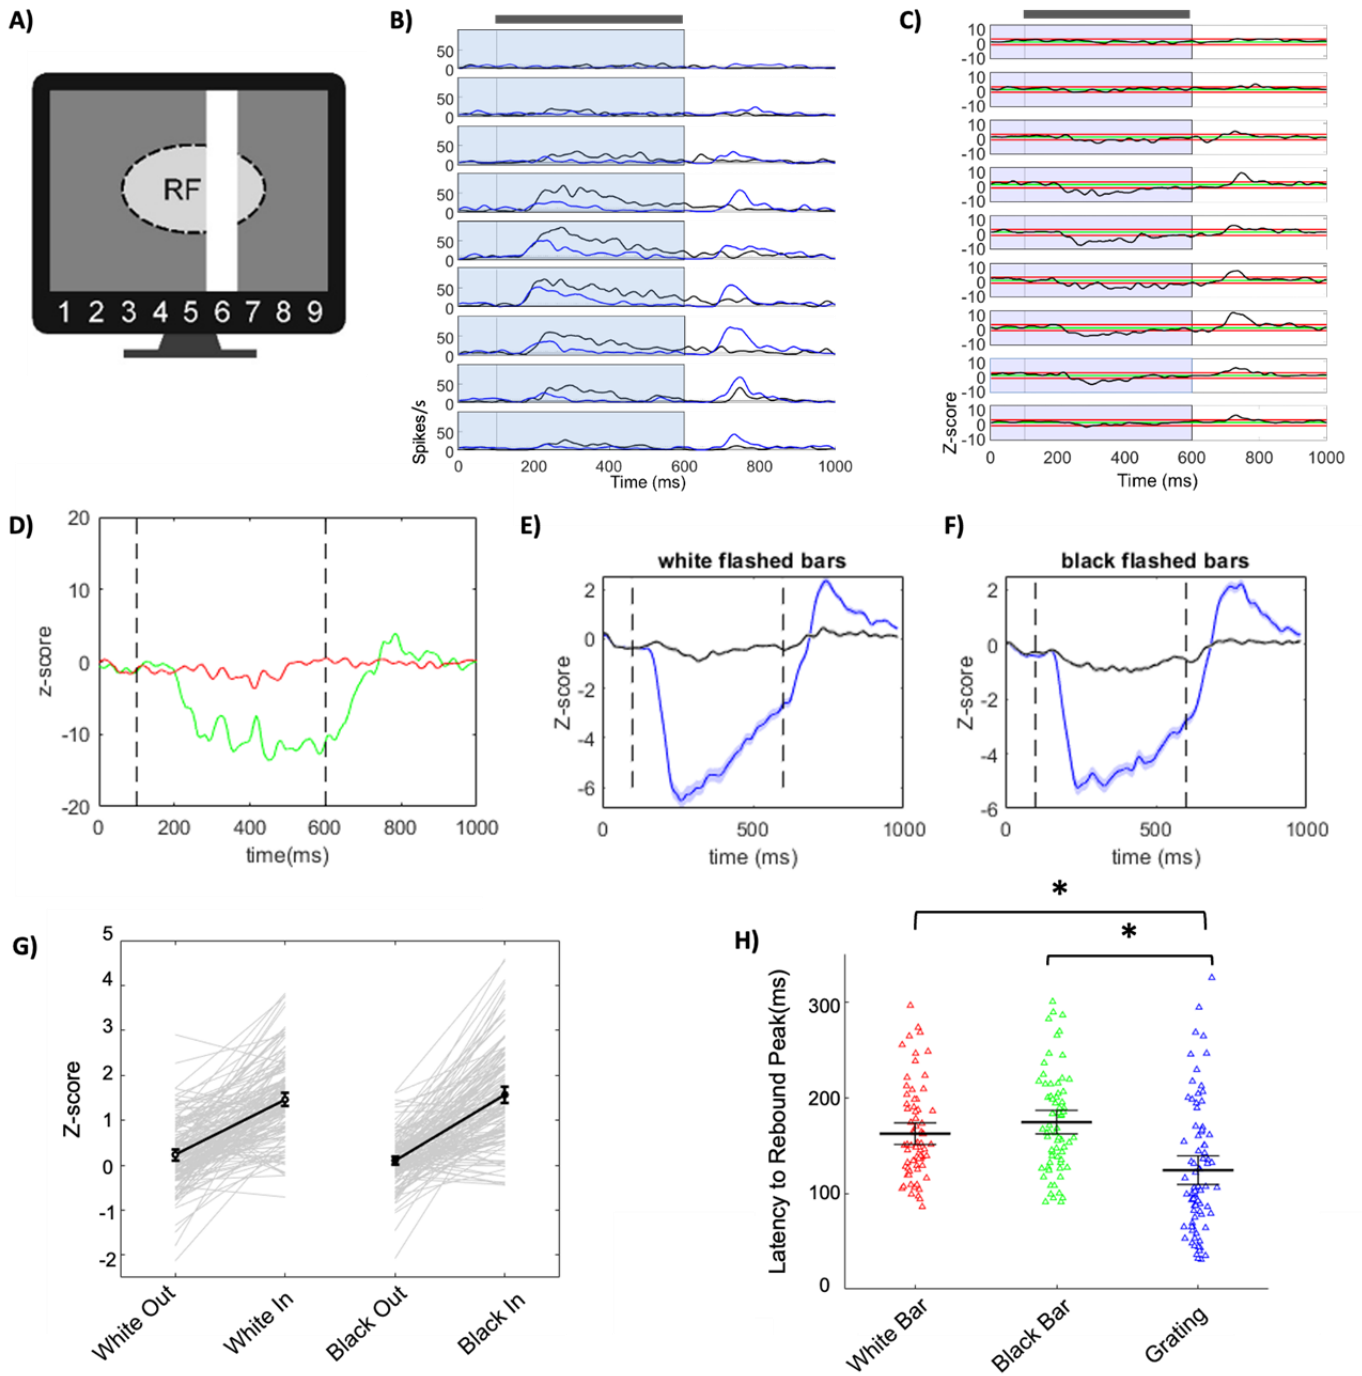 A)
RF
1 2 3 4 5 6 7 8 9
B)
50
0
50
0
50
0
50
0
50
0
50
0
50
0
50
0
50
0
Spikes/s
0 200 400 600 800 1000
Time (ms)
C)
10
0
-10
10
0
-10
10
0
-10
10
0
-10
10
0
-10
10
0
-10
10
0
-10
10
0
-10
10
0
-10
Z-score
0 200 400 600 800 1000
Time (ms)
D)
20
10
0
-10
-20
z-score
0 200 400 600 800 1000
time(ms)
E)
white flashed bars
2
0
-2
-4
-6
Z-score
0 500 1000
time (ms)
F)
black flashed bars
2
0
-2
-4
-6
Z-score
0 500 1000
time (ms)
G)
5
4
3
2
1
0
-1
-2
Z-score
White Out White In Black Out Black In
H)
*
*
Latency to Rebound Peak(ms)
300
200
100
0
White Bar Black Bar Grating